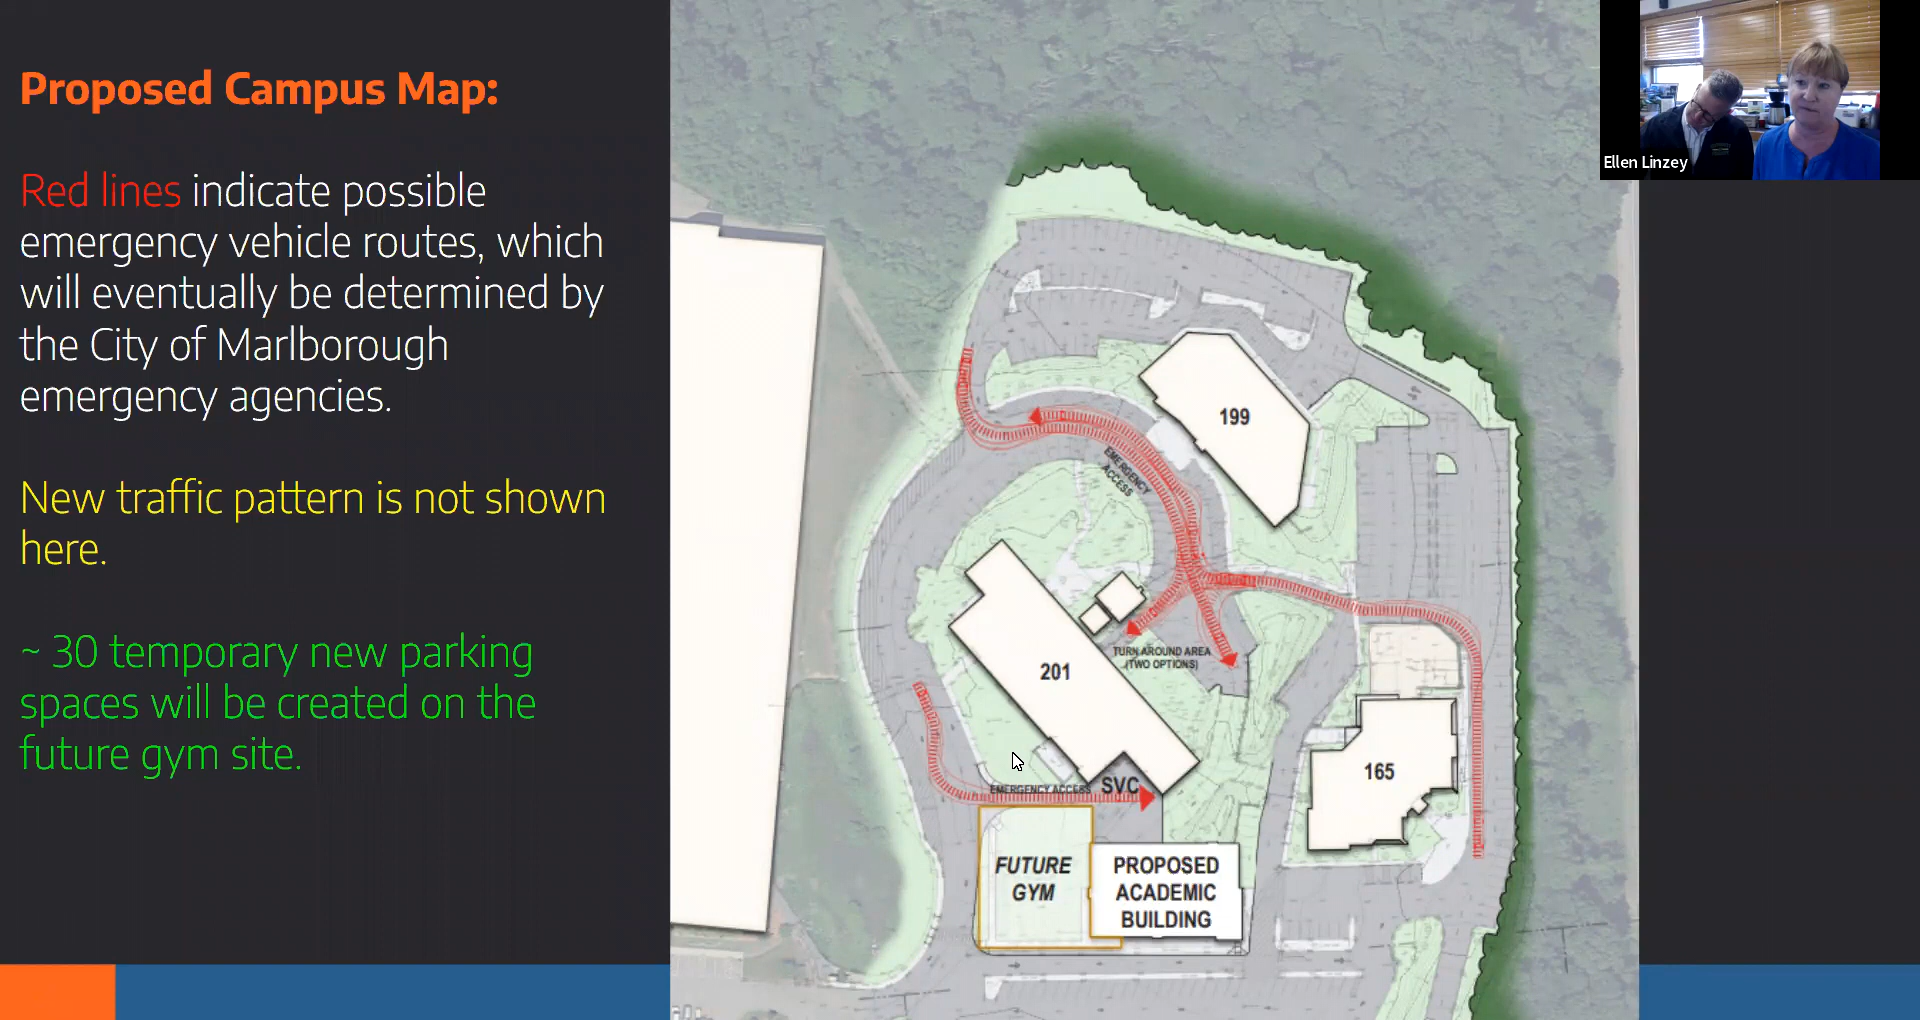 Proposed Campus Map:
Red lines indicate possible
emergency vehicle routes, which
will eventually be determined by
the City of Marlborough
emergency agencies.
New traffic pattern is not shown
here.
~ 30 temporary new parking
spaces will be created on the
future gym site.
Ellen Linzey
199
EMERGENCY
ACCESS
TURN AROUND AREA
(TWO OPTIONS)
201
165
SVC
EMERGENCY ACCESS
FUTURE
GYM
PROPOSED
ACADEMIC
BUILDING